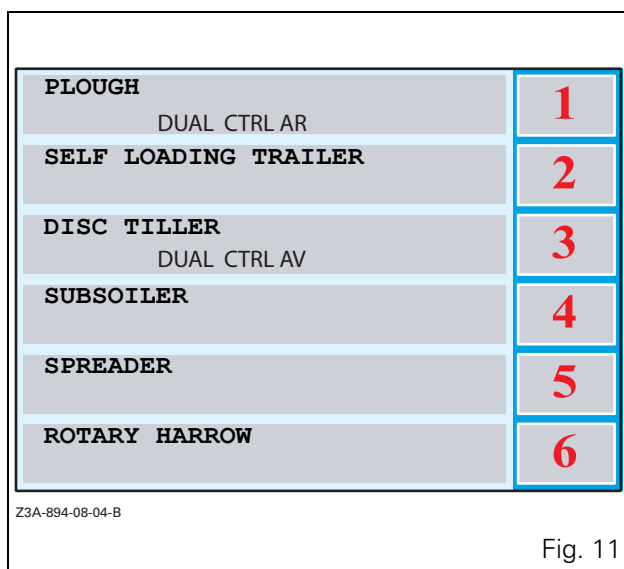 PLOUGH
DUAL CTRL AR
1
SELF LOADING TRAILER
2
DISC TILLER
DUAL CTRL AV
3
SUBSOILER
4
SPREADER
5
ROTARY HARROW
6
Z3A-894-08-04-B
Fig. 11